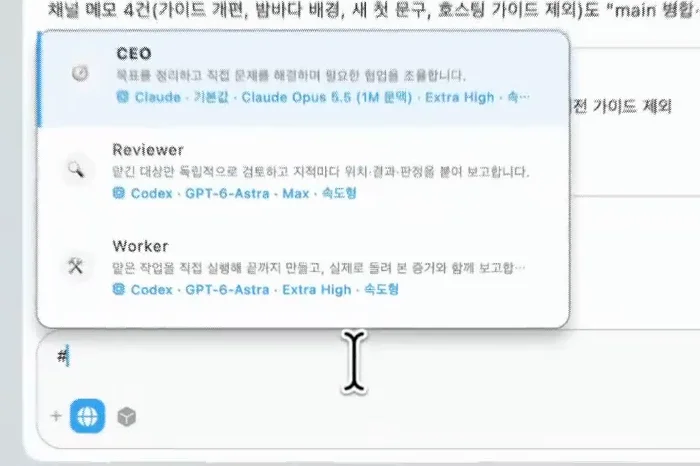 채널 메모 4건(가이드 개편, 밤바다 배경, 새 첫 문구, 호스팅 가이드 제외)도 "main 병합·
CEO
목표를 정리하고 직접 문제를 해결하며 필요한 협업을 조율합니다.
Claude · 기본값 · Claude Opus 5.5 (1M 문맥) · Extra High · 속…
전 가이드 제외
Reviewer
맡긴 대상만 독립적으로 검토하고 지적마다 위치·결과·판정을 붙여 보고합니다.
Codex · GPT-6-Astra · Max · 속도형
Worker
맡은 작업을 직접 실행해 끝까지 만들고, 실제로 돌려 본 증거와 함께 보고합…
Codex · GPT-6-Astra · Extra High · 속도형
#